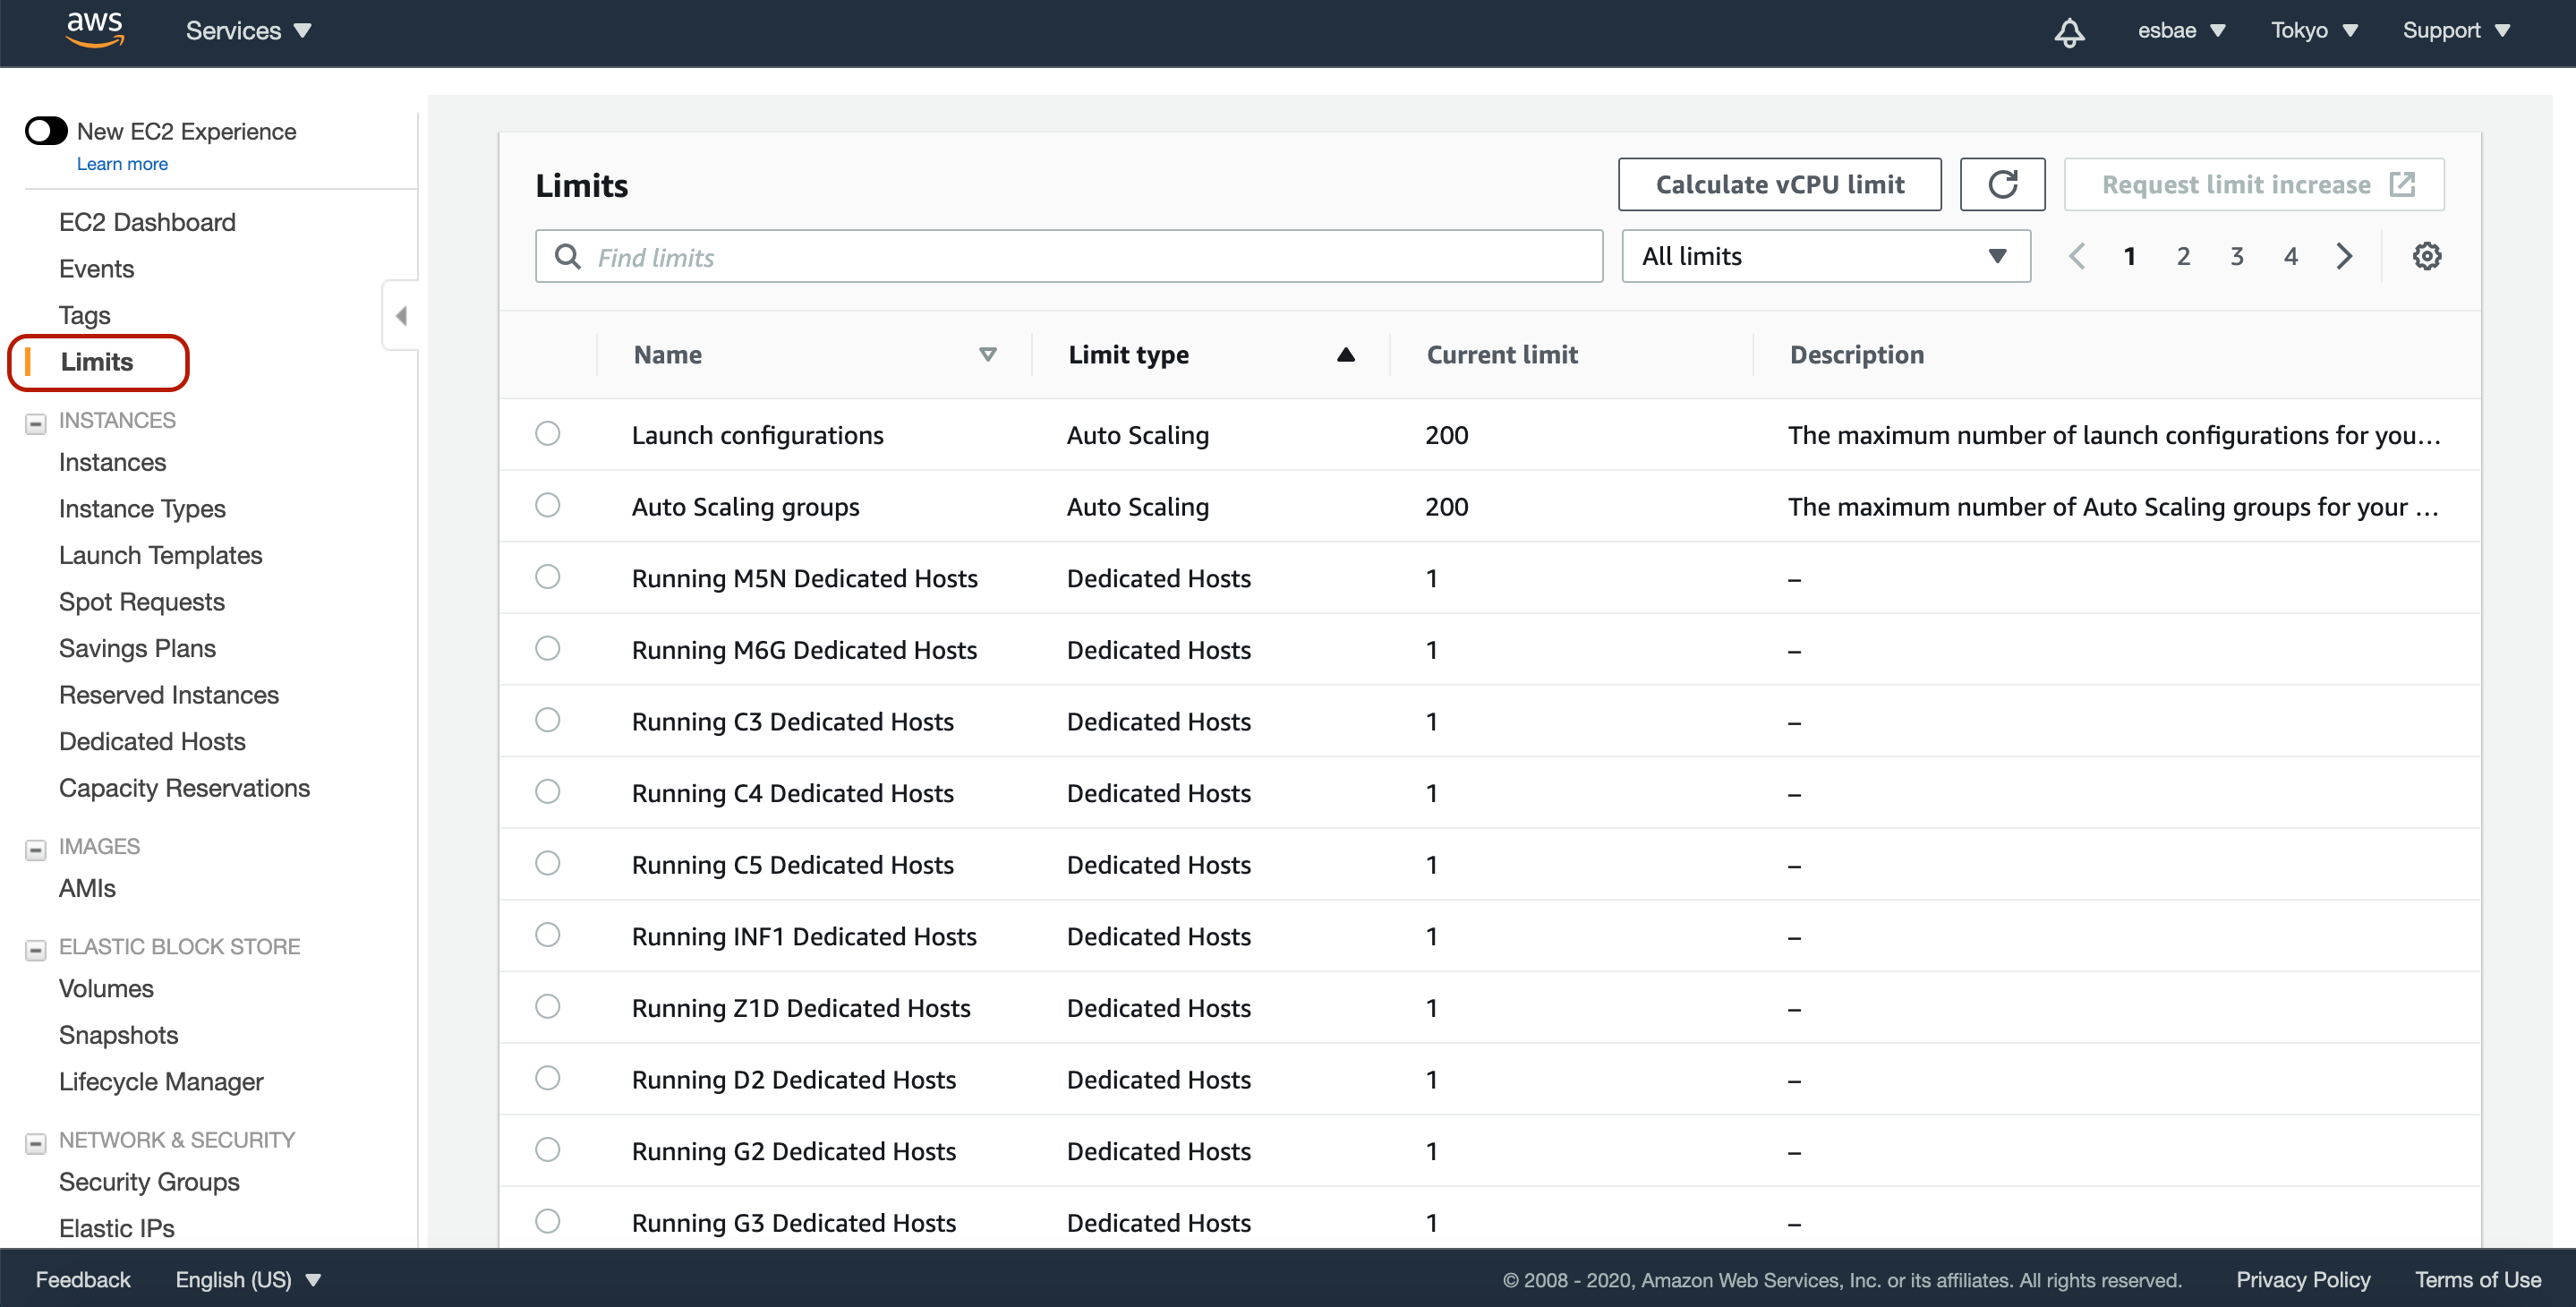 aws
Services
esbae
Tokyo
Support
New EC2 Experience
Learn more
EC2 Dashboard
Events
Tags
Limits
INSTANCES
Instances
Instance Types
Launch Templates
Spot Requests
Savings Plans
Reserved Instances
Dedicated Hosts
Capacity Reservations
IMAGES
AMIs
ELASTIC BLOCK STORE
Volumes
Snapshots
Lifecycle Manager
NETWORK & SECURITY
Security Groups
Elastic IPs
Limits
Calculate vCPU limit
Request limit increase
Find limits
All limits
1 2 3 4
Name Limit type Current limit Description
Launch configurations Auto Scaling 200 The maximum number of launch configurations for you...
Auto Scaling groups Auto Scaling 200 The maximum number of Auto Scaling groups for your ...
Running M5N Dedicated Hosts Dedicated Hosts 1 –
Running M6G Dedicated Hosts Dedicated Hosts 1 –
Running C3 Dedicated Hosts Dedicated Hosts 1 –
Running C4 Dedicated Hosts Dedicated Hosts 1 –
Running C5 Dedicated Hosts Dedicated Hosts 1 –
Running INF1 Dedicated Hosts Dedicated Hosts 1 –
Running Z1D Dedicated Hosts Dedicated Hosts 1 –
Running D2 Dedicated Hosts Dedicated Hosts 1 –
Running G2 Dedicated Hosts Dedicated Hosts 1 –
Running G3 Dedicated Hosts Dedicated Hosts 1 –
Feedback
English (US)
© 2008 - 2020, Amazon Web Services, Inc. or its affiliates. All rights reserved.
Privacy Policy
Terms of Use